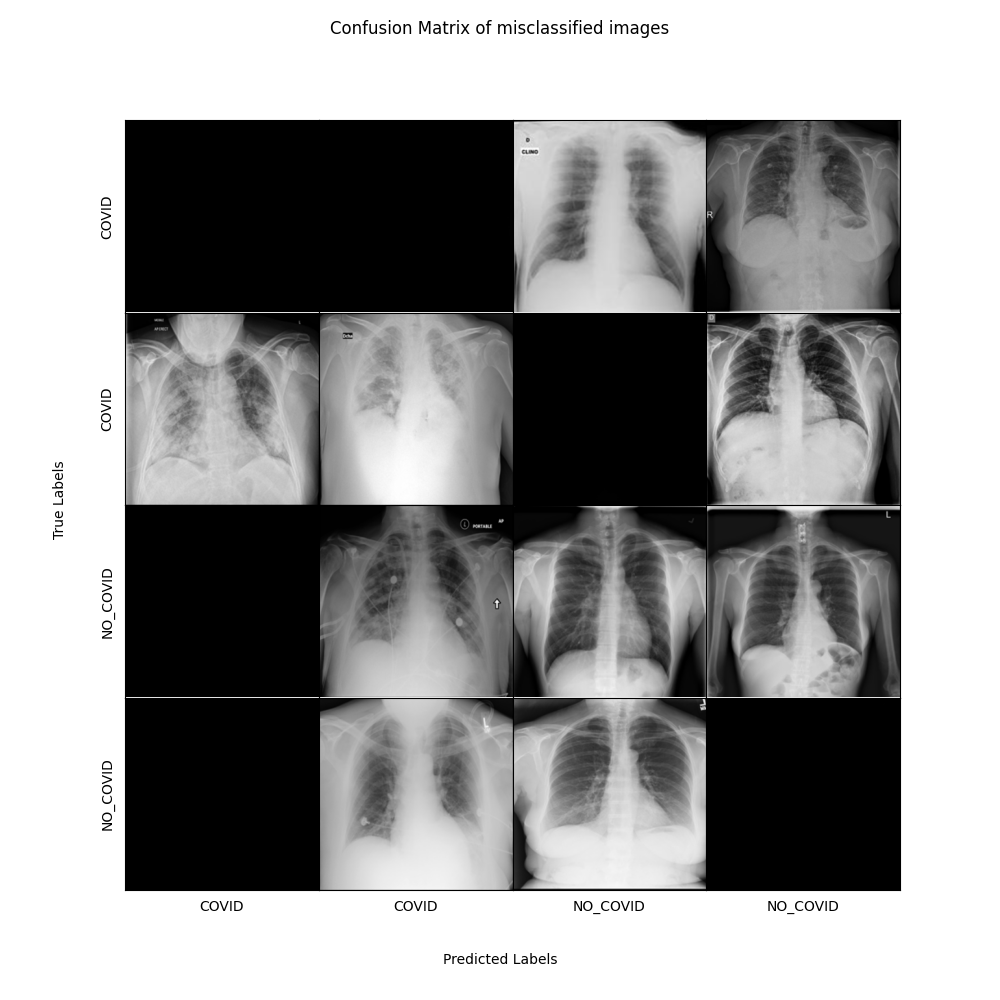 Confusion Matrix of misclassified images
COVID
CLINO
R
COVID
True Labels
NO_COVID
L PORTABLE
AP
L
NO_COVID
COVID
COVID
NO_COVID
NO_COVID
Predicted Labels